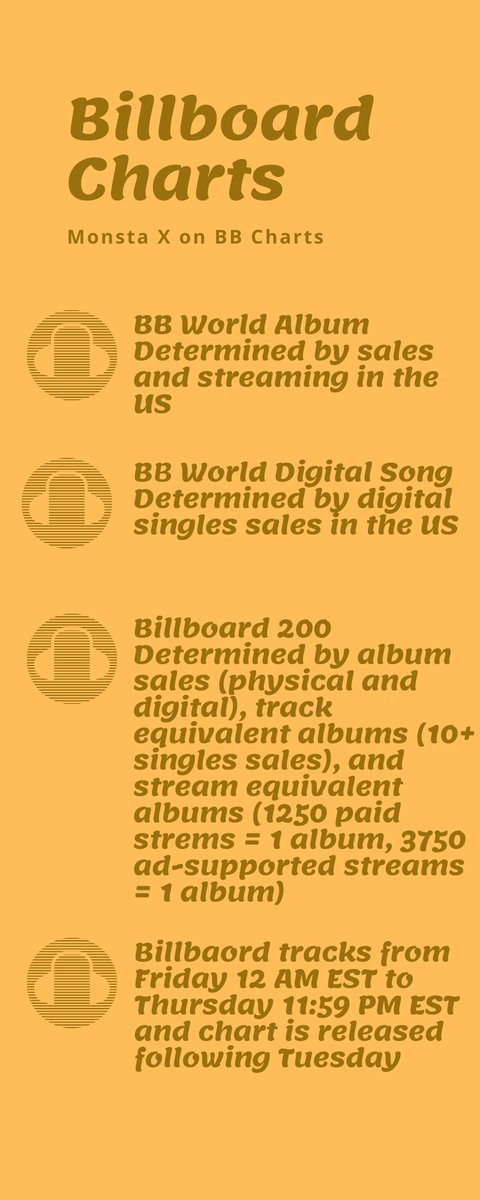 Billboard
Charts
Monsta X on BB Charts
BB World Album
Determined by sales
and streaming in the
US
BB World Digital Song
Determined by digital
singles sales in the US
Billboard 200
Determined by album
sales (physical and
digital), track
equivalent albums (10+
singles sales), and
stream equivalent
albums (1250 paid
strems = 1 album, 3750
ad-supported streams
= 1 album)
Billbaord tracks from
Friday 12 AM EST to
Thursday 11:59 PM EST
and chart is released
following Tuesday